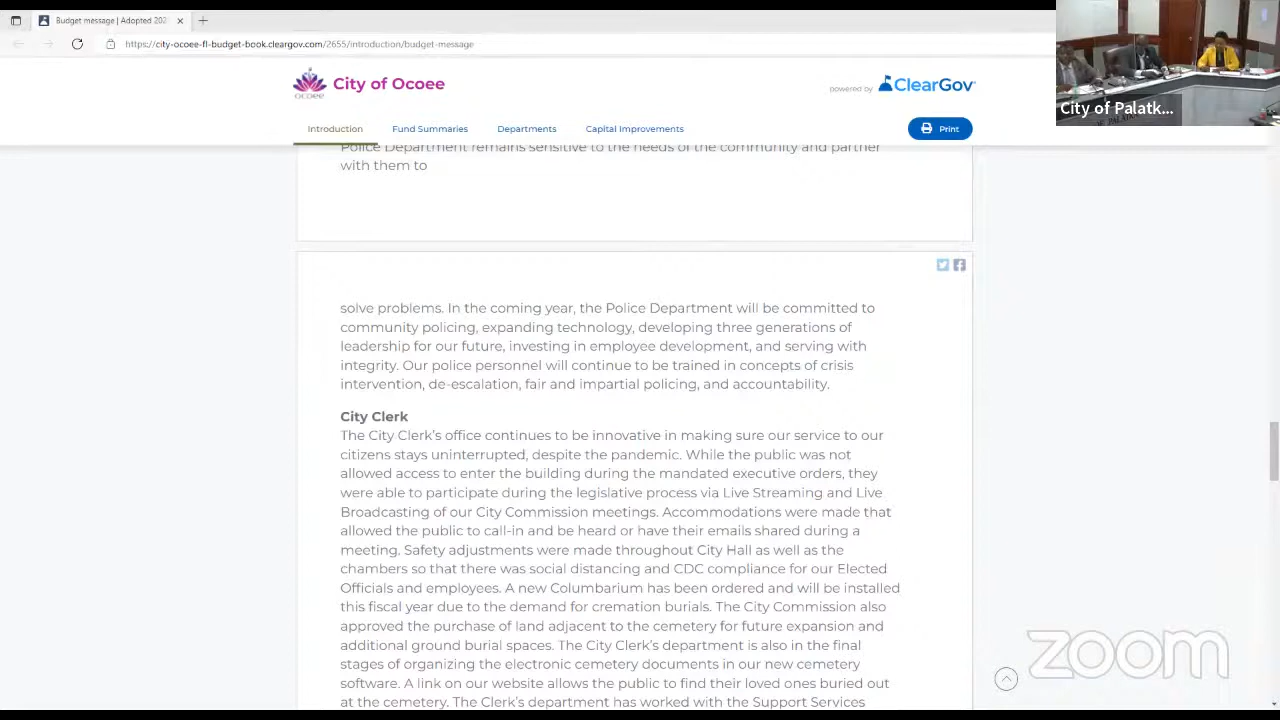 Budget message | Adopted 202
https://city-ocoee-fl-budget-book.cleargov.com/2655/introduction/budget-message
ocoee
City of Ocoee
powered by ClearGov
Introduction
Fund Summaries
Departments
Capital Improvements
Print
City of Palatk...
Police Department remains sensitive to the needs of the community and partner
with them to
solve problems. In the coming year, the Police Department will be committed to
community policing, expanding technology, developing three generations of
leadership for our future, investing in employee development, and serving with
integrity. Our police personnel will continue to be trained in concepts of crisis
intervention, de-escalation, fair and impartial policing, and accountability.
City Clerk
The City Clerk's office continues to be innovative in making sure our service to our
citizens stays uninterrupted, despite the pandemic. While the public was not
allowed access to enter the building during the mandated executive orders, they
were able to participate during the legislative process via Live Streaming and Live
Broadcasting of our City Commission meetings. Accommodations were made that
allowed the public to call-in and be heard or have their emails shared during a
meeting. Safety adjustments were made throughout City Hall as well as the
chambers so that there was social distancing and CDC compliance for our Elected
Officials and employees. A new Columbarium has been ordered and will be installed
this fiscal year due to the demand for cremation burials. The City Commission also
approved the purchase of land adjacent to the cemetery for future expansion and
additional ground burial spaces. The City Clerk's department is also in the final
stages of organizing the electronic cemetery documents in our new cemetery
software. A link on our website allows the public to find their loved ones buried out
at the cemetery. The Clerk's department has worked with the Support Services
zoom